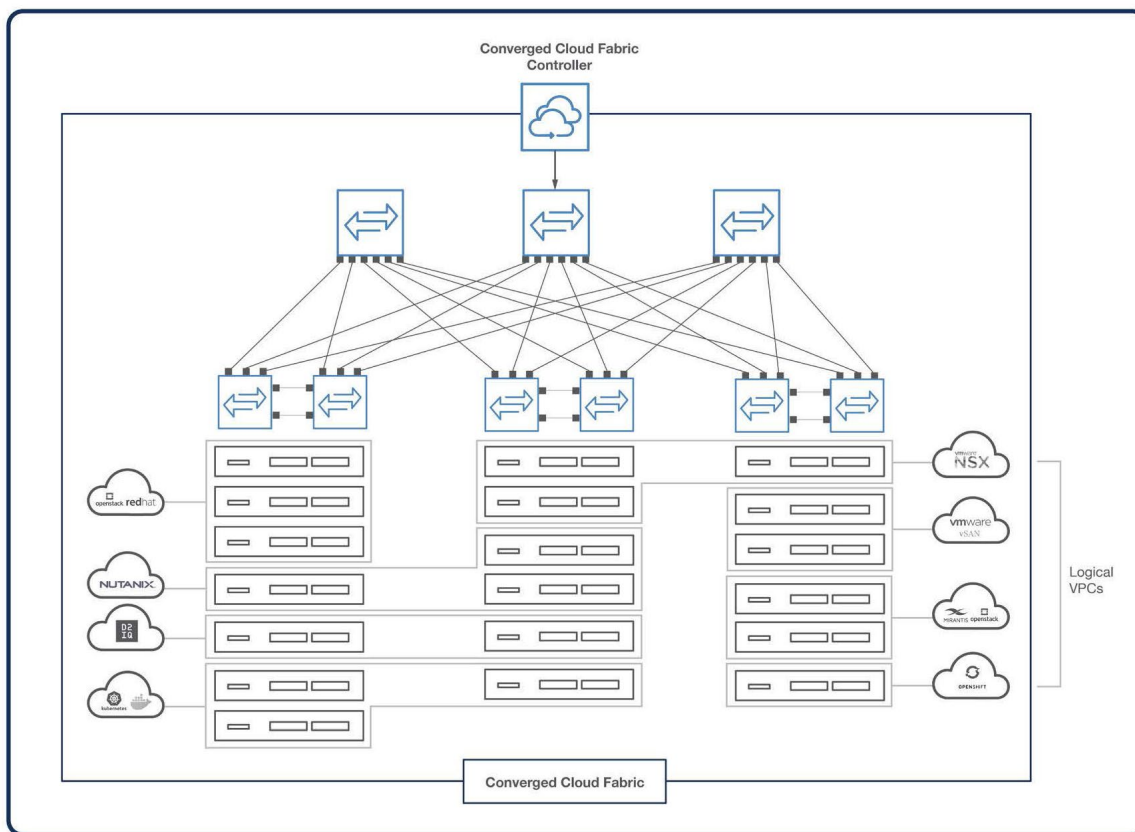 Converged Cloud Fabric
Controller
openstack redhat
NUTANIX
D2
IQ
kubernetes
vmware
NSX
vmware
vSAN
MIRANTIS openstack
OPENSHIFT
Logical
VPCs
Converged Cloud Fabric